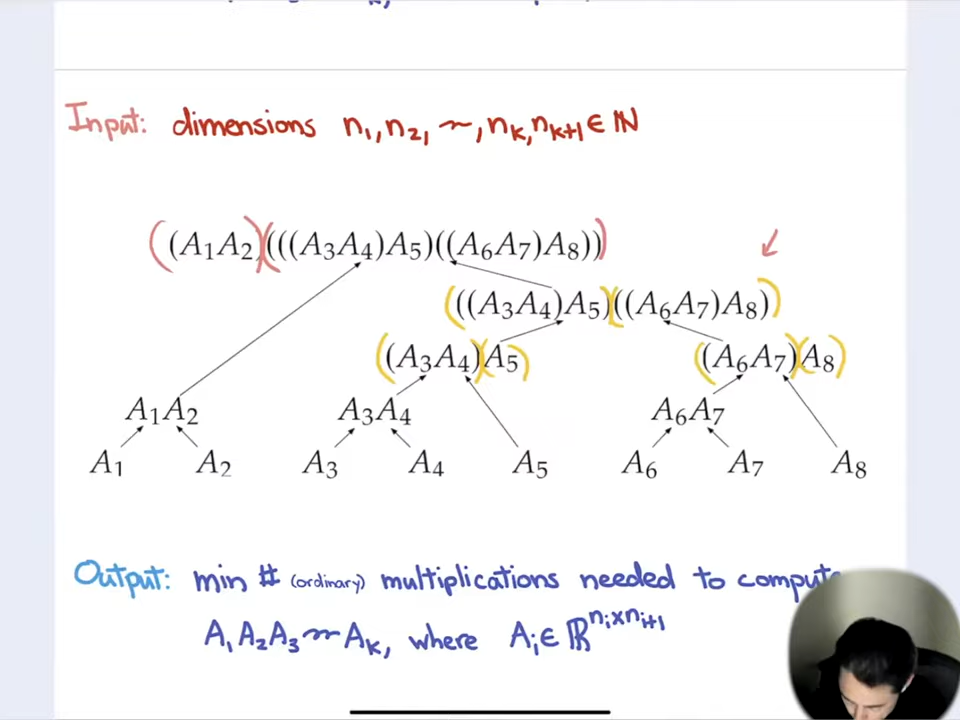 Input: dimensions n₁, n₂, ~, nₖ, nₖ₊₁ ∈ ℕ
(A₁A₂)(((A₃A₄)A₅)((A₆A₇)A₈))
((A₃A₄)A₅)((A₆A₇)A₈)
(A₃A₄)(A₅) (A₆A₇)(A₈)
A₁A₂ A₃A₄ A₆A₇
A₁ A₂ A₃ A₄ A₅ A₆ A₇ A₈
Output: min # (ordinary) multiplications needed to compute
A₁A₂A₃~Aₖ, where Aᵢ ∈ ℝⁿⁱˣⁿⁱ⁺¹